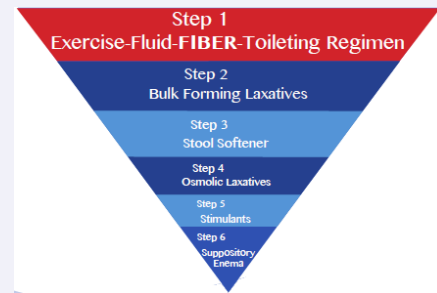 Step 1
Exercise-Fluid-FIBER-Toileting Regimen
Step 2
Bulk Forming Laxatives
Step 3
Stool Softener
Step 4
Osmolic Laxatives
Step 5
Stimulants
Step 6
Suppository
Enema